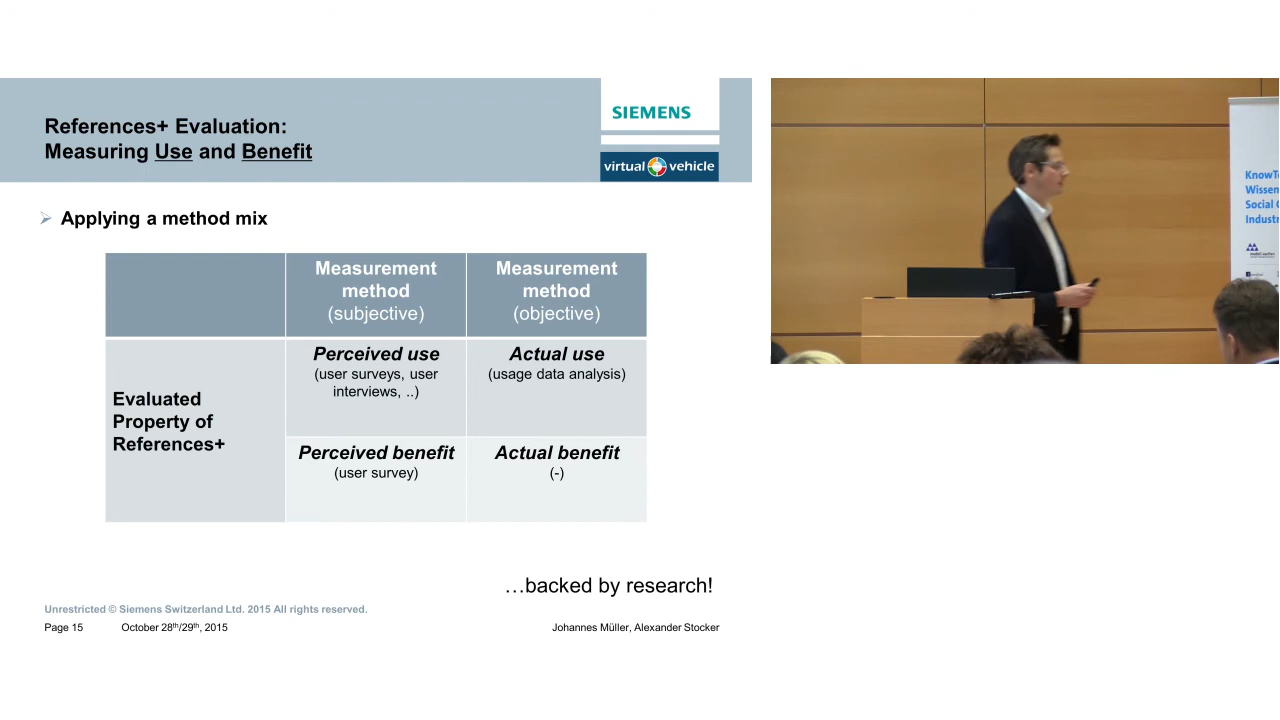 References+ Evaluation:
Measuring Use and Benefit
SIEMENS
virtual vehicle
Applying a method mix
Measurement method (subjective)
Measurement method (objective)
Evaluated Property of References+
Perceived use
(user surveys, user interviews, ..)
Actual use
(usage data analysis)
Perceived benefit
(user survey)
Actual benefit
(-)
…backed by research!
Unrestricted © Siemens Switzerland Ltd. 2015 All rights reserved.
Page 15 October 28th/29th, 2015 Johannes Müller, Alexander Stocker
Social